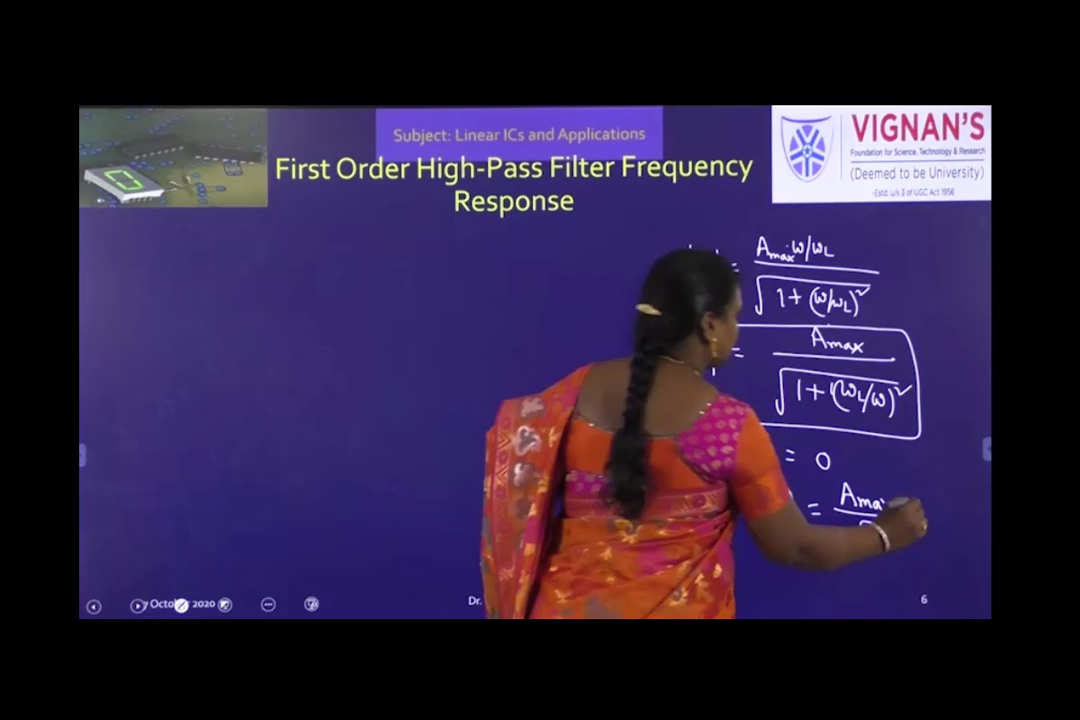 Subject: Linear ICs and Applications
First Order High-Pass Filter Frequency
Response
VIGNAN'S
Foundation for Science, Technology & Research
(Deemed to be University)
-Estd. u/s 3 of UGC Act 1956
= Amax ω/ωL
√1 + (ω/ωL)²
= Amax
√1 + (ωL/ω)²
= 0
=
2020
Dr.
6